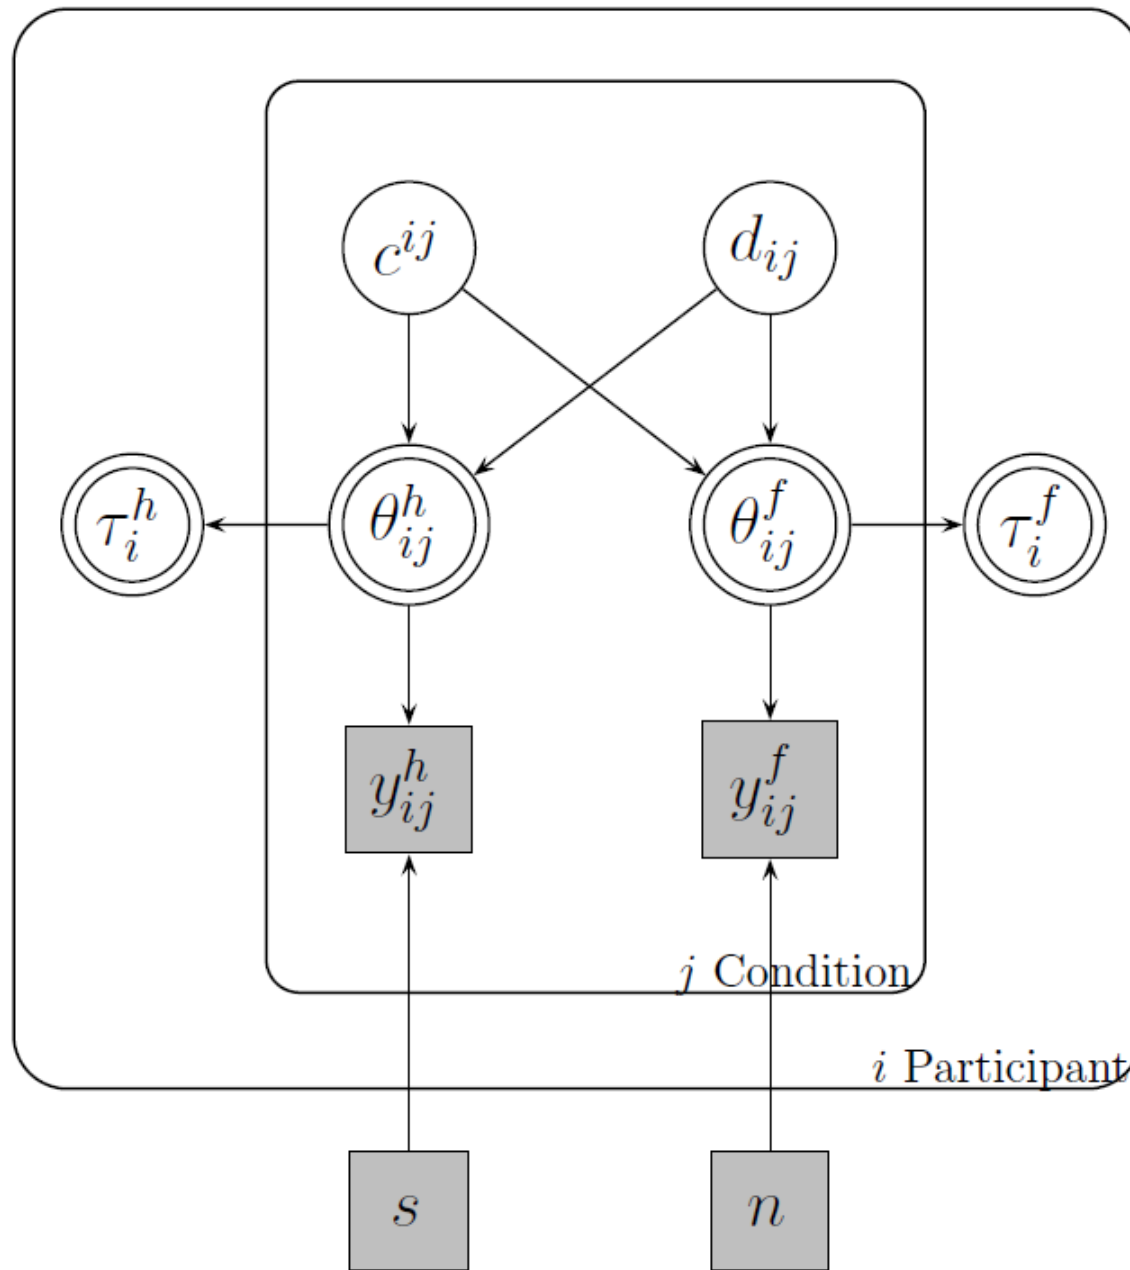 c^{ij}
d_{ij}
τ_i^h
θ_{ij}^h
θ_{ij}^f
τ_i^f
y_{ij}^h
y_{ij}^f
j Condition
i Participant
s
n